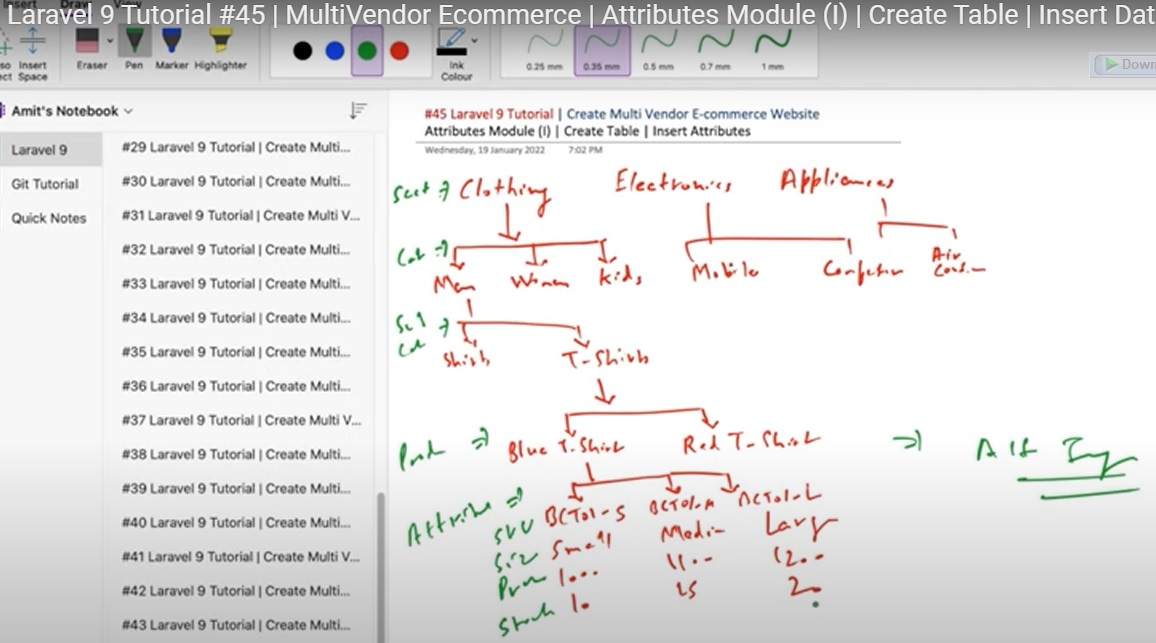 Insert Draw View
Laravel 9 Tutorial #45 | MultiVendor Ecommerce | Attributes Module (I) | Create Table | Insert Dat
so Insert
ect Space
Eraser Pen Marker Highlighter
Ink
Colour
0.25 mm 0.35 mm 0.5 mm 0.7 mm 1 mm
Down
Amit's Notebook
Laravel 9
Git Tutorial
Quick Notes
#29 Laravel 9 Tutorial | Create Multi...
#30 Laravel 9 Tutorial | Create Multi...
#31 Laravel 9 Tutorial | Create Multi V...
#32 Laravel 9 Tutorial | Create Multi...
#33 Laravel 9 Tutorial | Create Multi...
#34 Laravel 9 Tutorial | Create Multi...
#35 Laravel 9 Tutorial | Create Multi...
#36 Laravel 9 Tutorial | Create Multi...
#37 Laravel 9 Tutorial | Create Multi V...
#38 Laravel 9 Tutorial | Create Multi...
#39 Laravel 9 Tutorial | Create Multi...
#40 Laravel 9 Tutorial | Create Multi...
#41 Laravel 9 Tutorial | Create Multi V...
#42 Laravel 9 Tutorial | Create Multi...
#43 Laravel 9 Tutorial | Create Multi...
#45 Laravel 9 Tutorial | Create Multi Vendor E-commerce Website
Attributes Module (I) | Create Table | Insert Attributes
Wednesday, 19 January 2022 7:02 PM
Sect Clothing Electronics Appliances
Cat Men Women Kids Mobile Computer Air
Cat Shirts T-Shirts
Prod Blue T-Shirt Red T-Shirt
Attribute
SKU BCT01-S BCT01-M BCT01-L
Size Small Medium Large
1000 1100 1200
Stock 10 15 20